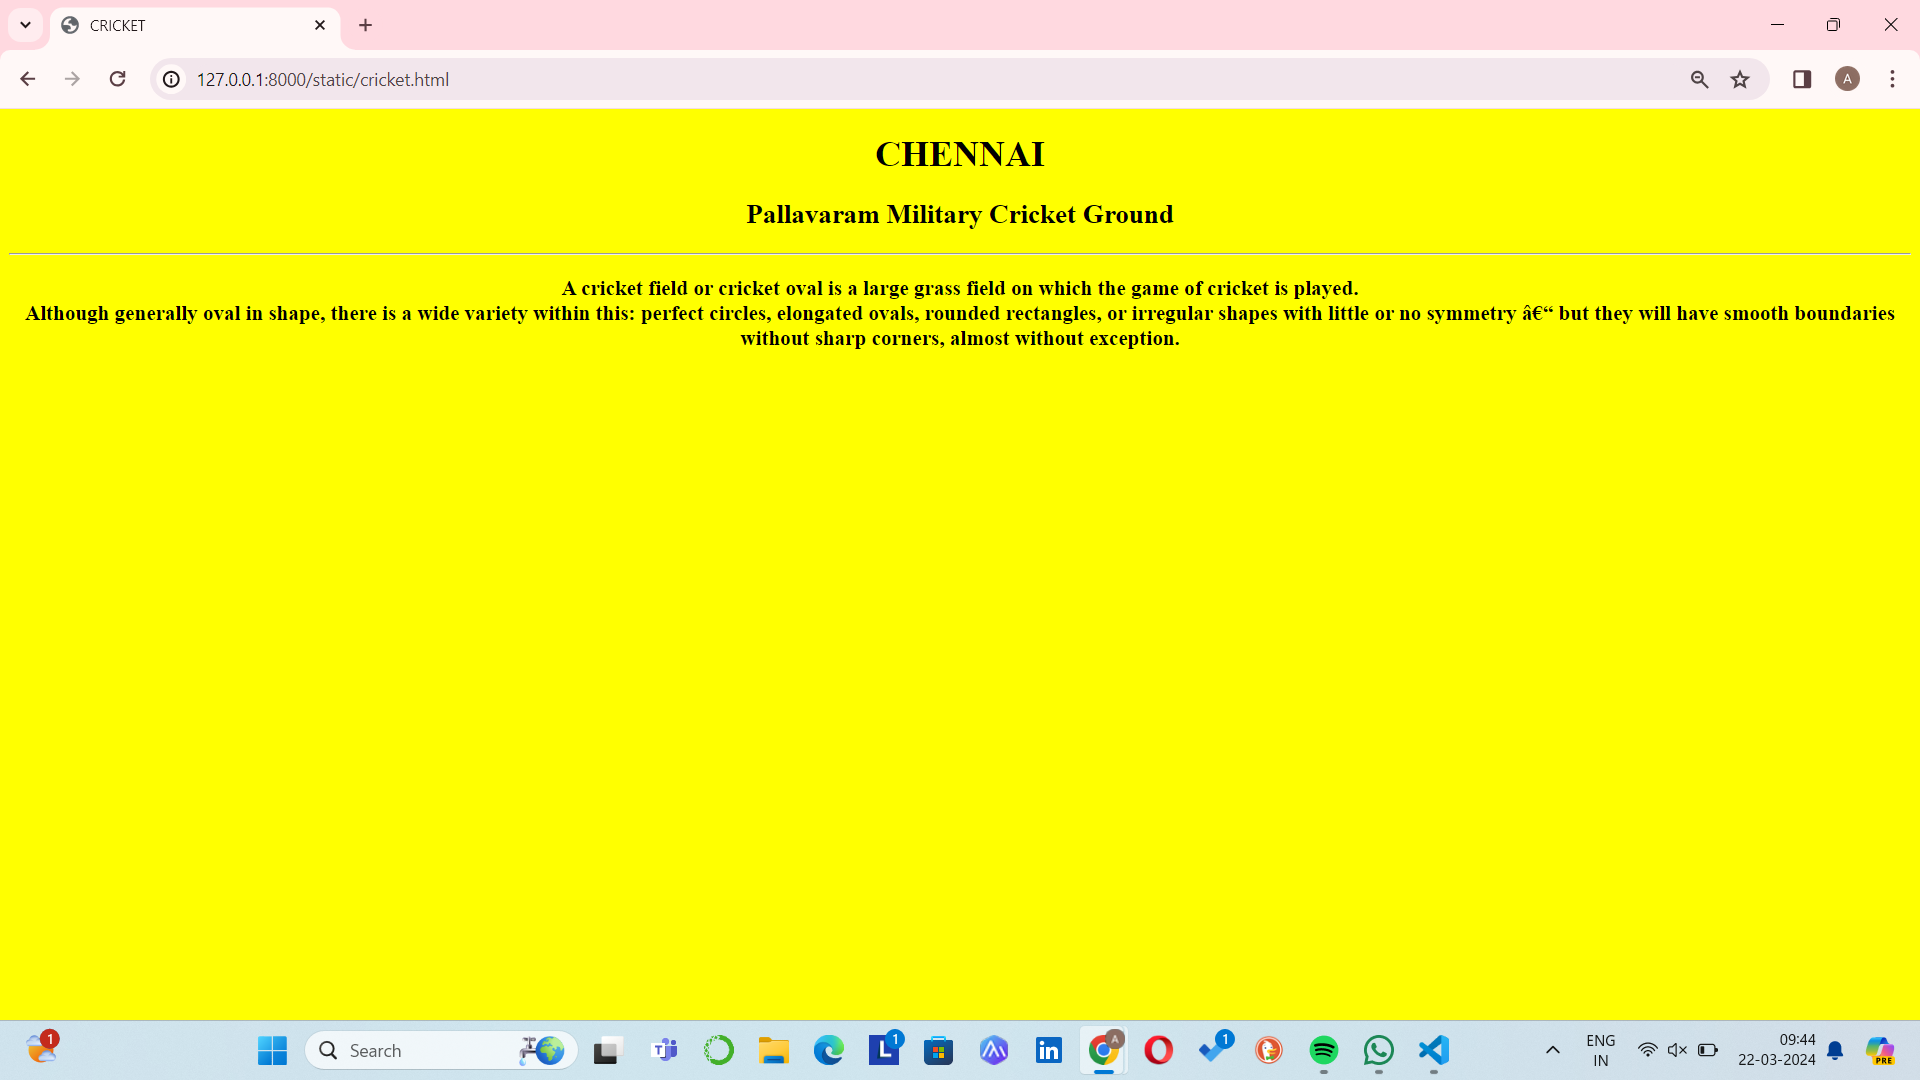 CRICKET
127.0.0.1:8000/static/cricket.html
A
CHENNAI
Pallavaram Military Cricket Ground
A cricket field or cricket oval is a large grass field on which the game of cricket is played.
Although generally oval in shape, there is a wide variety within this: perfect circles, elongated ovals, rounded rectangles, or irregular shapes with little or no symmetry â€“ but they will have smooth boundaries
without sharp corners, almost without exception.
1
Search
L
1
in
A
1
ENG
IN
09:44
22-03-2024
PRE